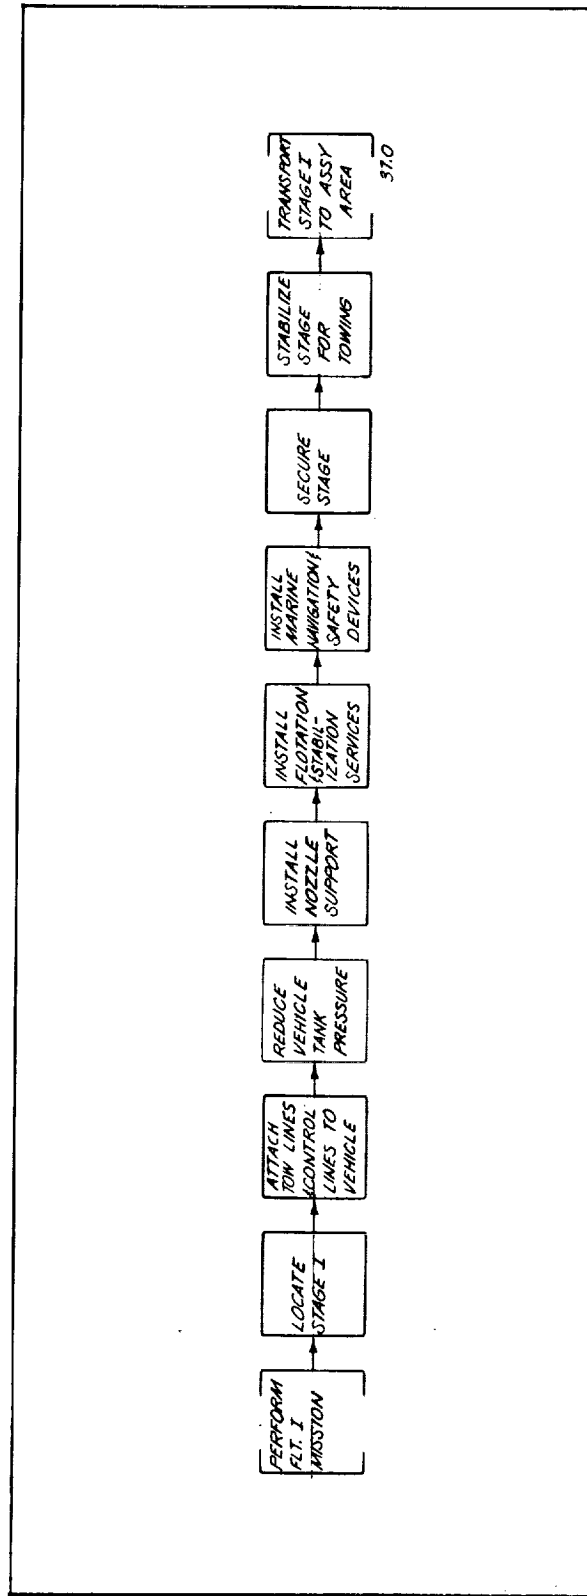 PERFORM
FLT. I
MISSION
LOCATE
STAGE I
ATTACH
TOW LINES
&CONTROL
LINES TO
VEHICLE
REDUCE
VEHICLE
TANK
PRESSURE
INSTALL
NOZZLE
SUPPORT
INSTALL
FLOTATION
&STABIL-
IZATION
SERVICES
INSTALL
MARINE
NAVIGATION&
SAFETY
DEVICES
SECURE
STAGE
STABILIZE
STAGE
FOR
TOWING
TRANSPORT
STAGE I
TO ASSY
AREA
37.0